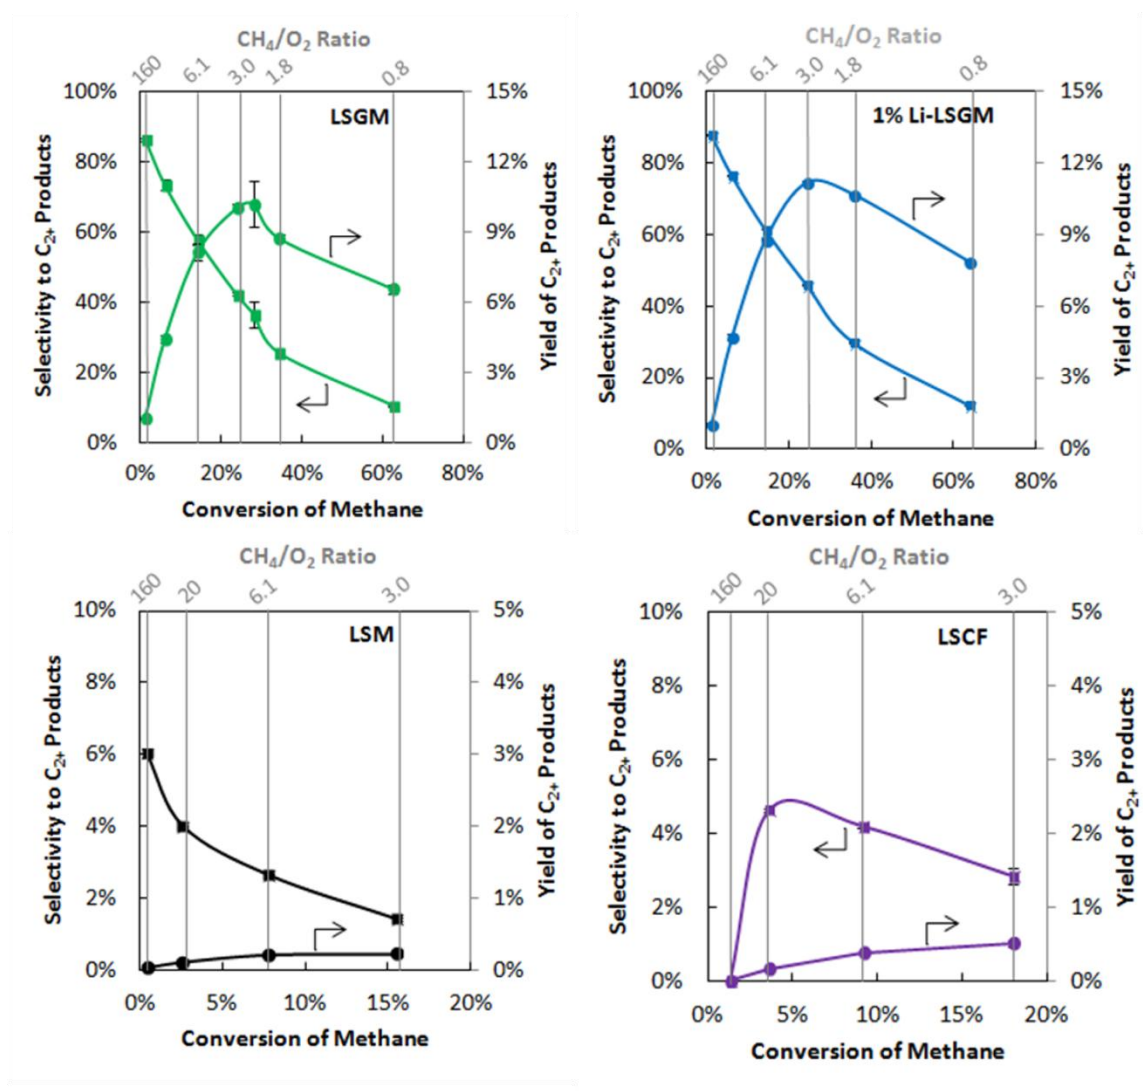 CH4/O2 Ratio
160 6.1 3.0 1.8 0.8
LSGM
Selectivity to C2+ Products
100%
80%
60%
40%
20%
0%
15%
12%
9%
6%
3%
0%
Yield of C2+ Products
0% 20% 40% 60% 80%
Conversion of Methane
CH4/O2 Ratio
160 6.1 3.0 1.8 0.8
1% Li-LSGM
Selectivity to C2+ Products
100%
80%
60%
40%
20%
0%
15%
12%
9%
6%
3%
0%
Yield of C2+ Products
0% 20% 40% 60% 80%
Conversion of Methane
CH4/O2 Ratio
160 20 6.1 3.0
LSM
Selectivity to C2+ Products
10%
8%
6%
4%
2%
0%
5%
4%
3%
2%
1%
0%
Yield of C2+ Products
0% 5% 10% 15% 20%
Conversion of Methane
CH4/O2 Ratio
160 20 6.1 3.0
LSCF
Selectivity to C2+ Products
10%
8%
6%
4%
2%
0%
5%
4%
3%
2%
1%
0%
Yield of C2+ Products
0% 5% 10% 15% 20%
Conversion of Methane